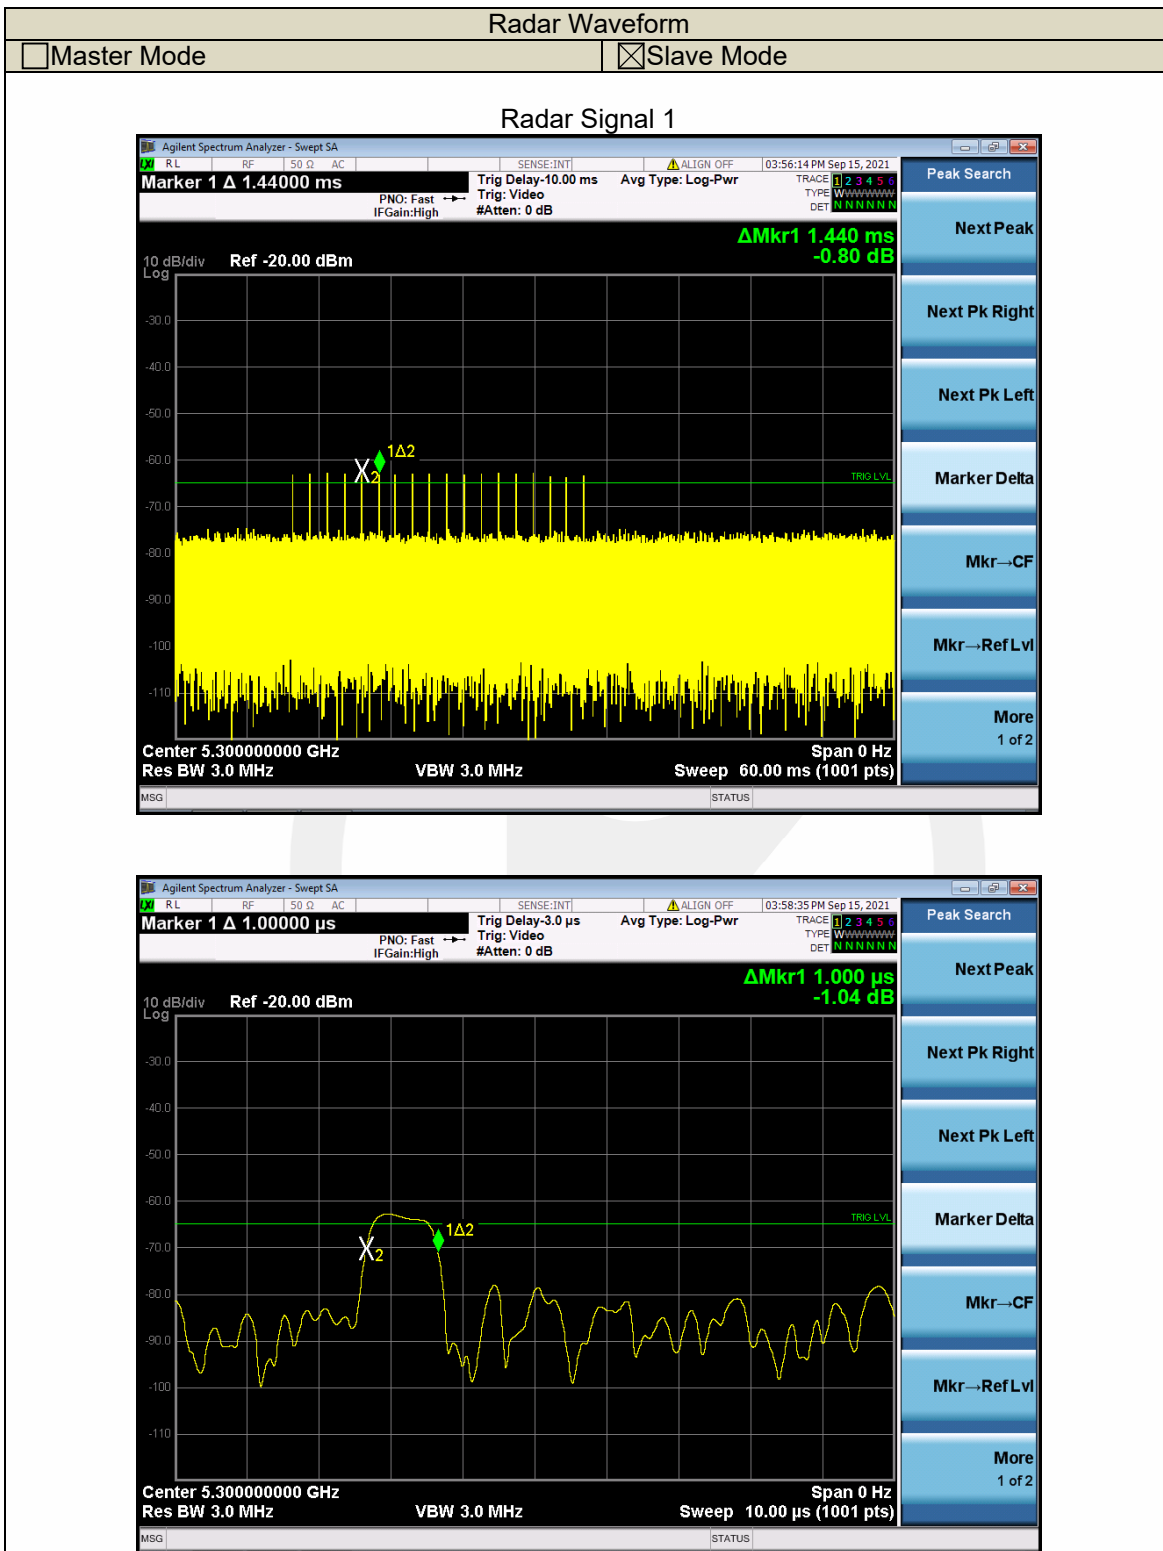 Radar Waveform
Master Mode
Slave Mode
Radar Signal 1
Agilent Spectrum Analyzer - Swept SA
LXI RL RF 50 Ω AC SENSE:INT ALIGN OFF 03:56:14 PM Sep 15, 2021
Marker 1 Δ 1.44000 ms
PNO: Fast
IFGain:High
Trig Delay-10.00 ms
Trig: Video
#Atten: 0 dB
Avg Type: Log-Pwr
TRACE 1 2 3 4 5 6
TYPE WWWWWW
DET N N N N N N
Peak Search
ΔMkr1 1.440 ms
-0.80 dB
10 dB/div
Log
Ref -20.00 dBm
-30.0
-40.0
-50.0
-60.0
-70.0
-80.0
-90.0
-100
-110
1Δ2
2
TRIG LVL
Center 5.300000000 GHz
Res BW 3.0 MHz
VBW 3.0 MHz
Span 0 Hz
Sweep 60.00 ms (1001 pts)
MSG
STATUS
Next Peak
Next Pk Right
Next Pk Left
Marker Delta
Mkr→CF
Mkr→Ref Lvl
More
1 of 2
Agilent Spectrum Analyzer - Swept SA
LXI RL RF 50 Ω AC SENSE:INT ALIGN OFF 03:58:35 PM Sep 15, 2021
Marker 1 Δ 1.00000 µs
PNO: Fast
IFGain:High
Trig Delay-3.0 µs
Trig: Video
#Atten: 0 dB
Avg Type: Log-Pwr
TRACE 1 2 3 4 5 6
TYPE WWWWWW
DET N N N N N N
Peak Search
ΔMkr1 1.000 µs
-1.04 dB
10 dB/div
Log
Ref -20.00 dBm
-30.0
-40.0
-50.0
-60.0
-70.0
-80.0
-90.0
-100
-110
1Δ2
2
TRIG LVL
Center 5.300000000 GHz
Res BW 3.0 MHz
VBW 3.0 MHz
Span 0 Hz
Sweep 10.00 µs (1001 pts)
MSG
STATUS
Next Peak
Next Pk Right
Next Pk Left
Marker Delta
Mkr→CF
Mkr→Ref Lvl
More
1 of 2